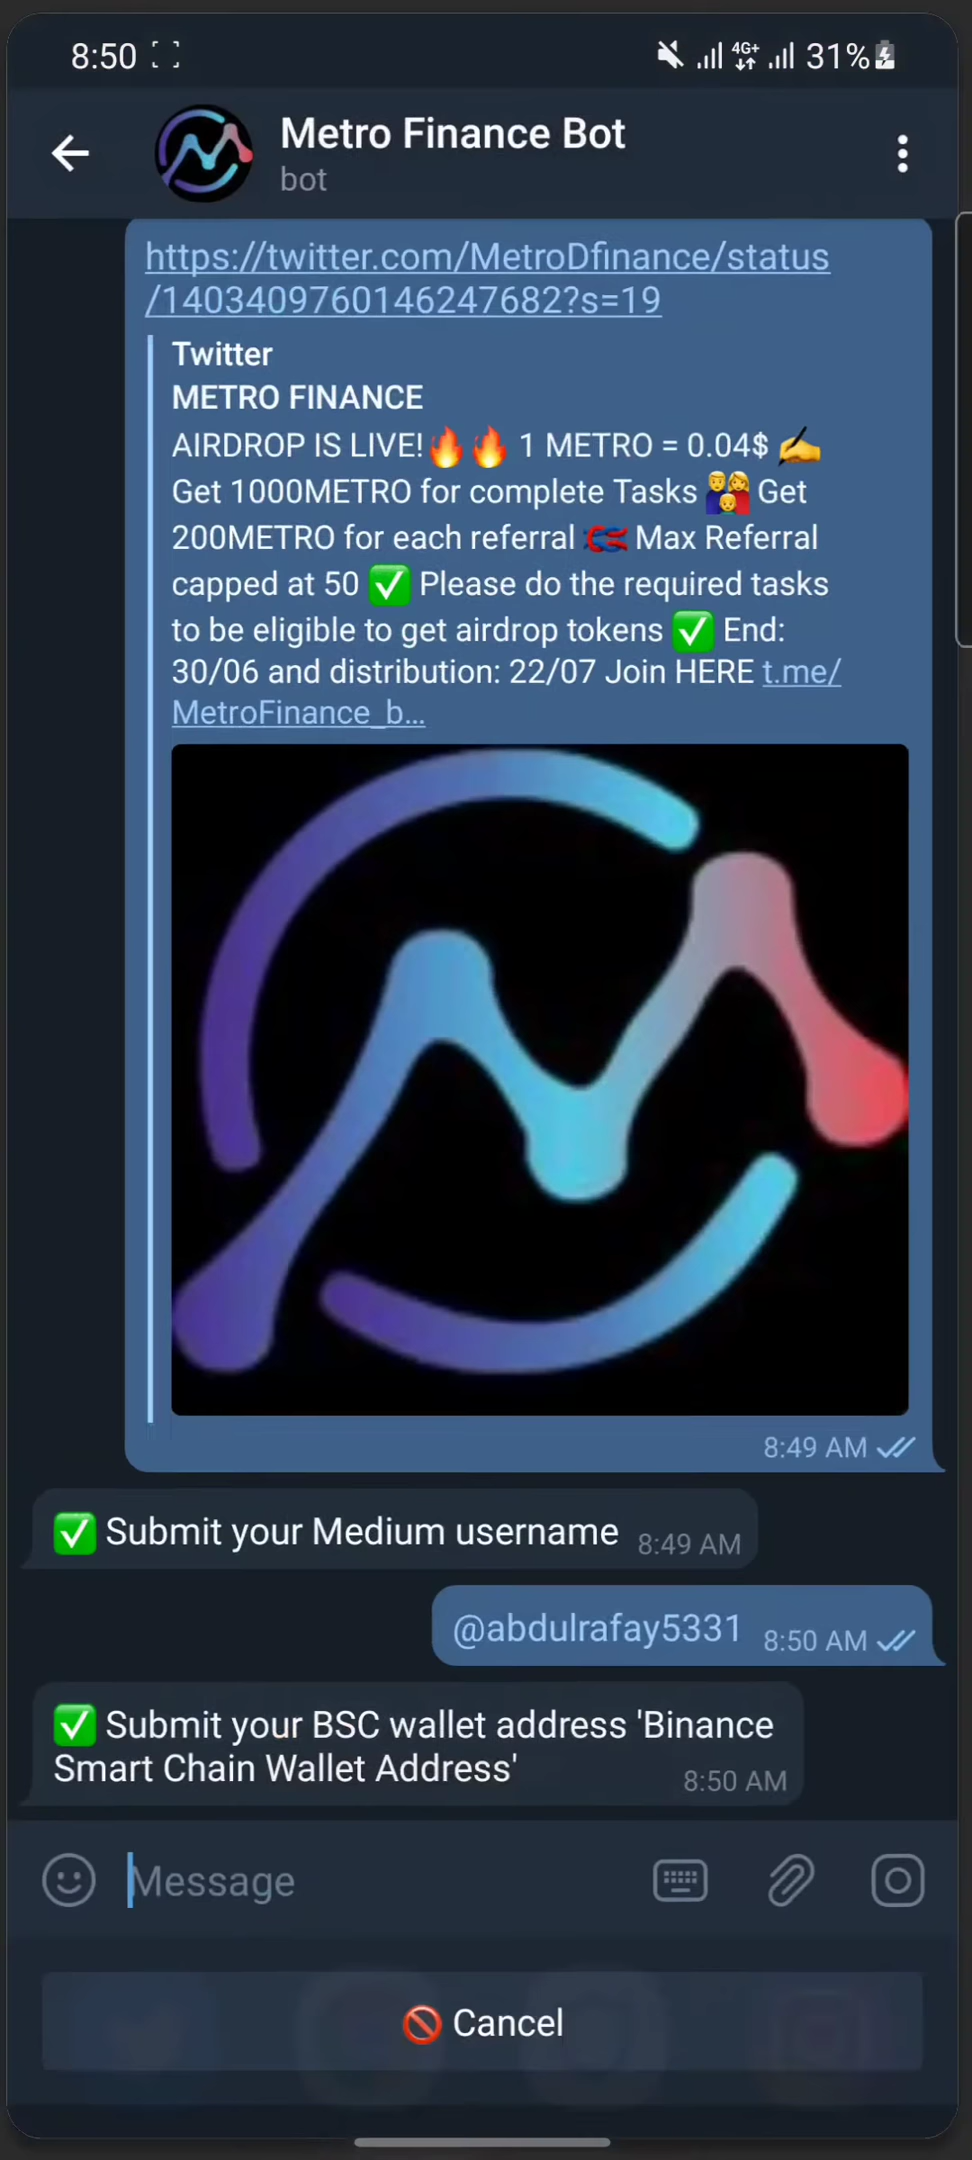 8:50
4G+
31%
Metro Finance Bot
bot
https://twitter.com/MetroDfinance/status
/1403409760146247682?s=19
Twitter
METRO FINANCE
AIRDROP IS LIVE!🔥🔥 1 METRO = 0.04$ ✍️
Get 1000METRO for complete Tasks 👨‍👩‍👦 Get
200METRO for each referral 🪢 Max Referral
capped at 50 ✅ Please do the required tasks
to be eligible to get airdrop tokens ✅ End:
30/06 and distribution: 22/07 Join HERE t.me/
MetroFinance_b...
8:49 AM
✅ Submit your Medium username 8:49 AM
@abdulrafay5331 8:50 AM
✅ Submit your BSC wallet address 'Binance
Smart Chain Wallet Address' 8:50 AM
Message
🚫 Cancel